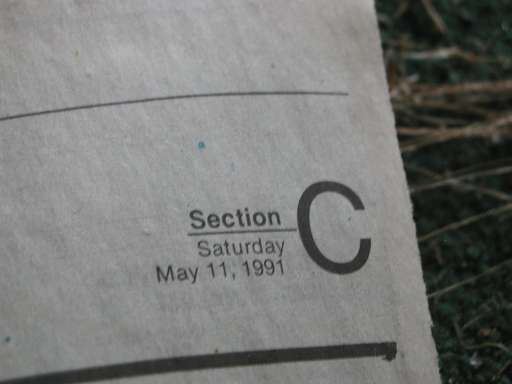 Section C
Saturday
May 11, 1991